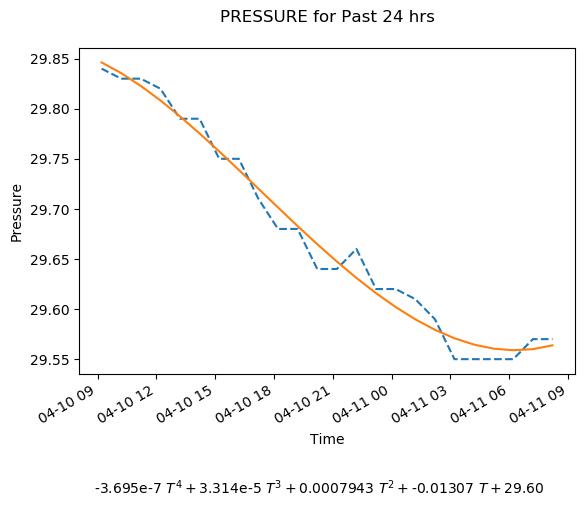 PRESSURE for Past 24 hrs
29.85
29.80
29.75
29.70
29.65
29.60
29.55
Pressure
04-10 09 04-10 12 04-10 15 04-10 18 04-10 21 04-11 00 04-11 03 04-11 06 04-11 09
Time
-3.695e-7 T⁴ + 3.314e-5 T³ + 0.0007943 T² + -0.01307 T + 29.60